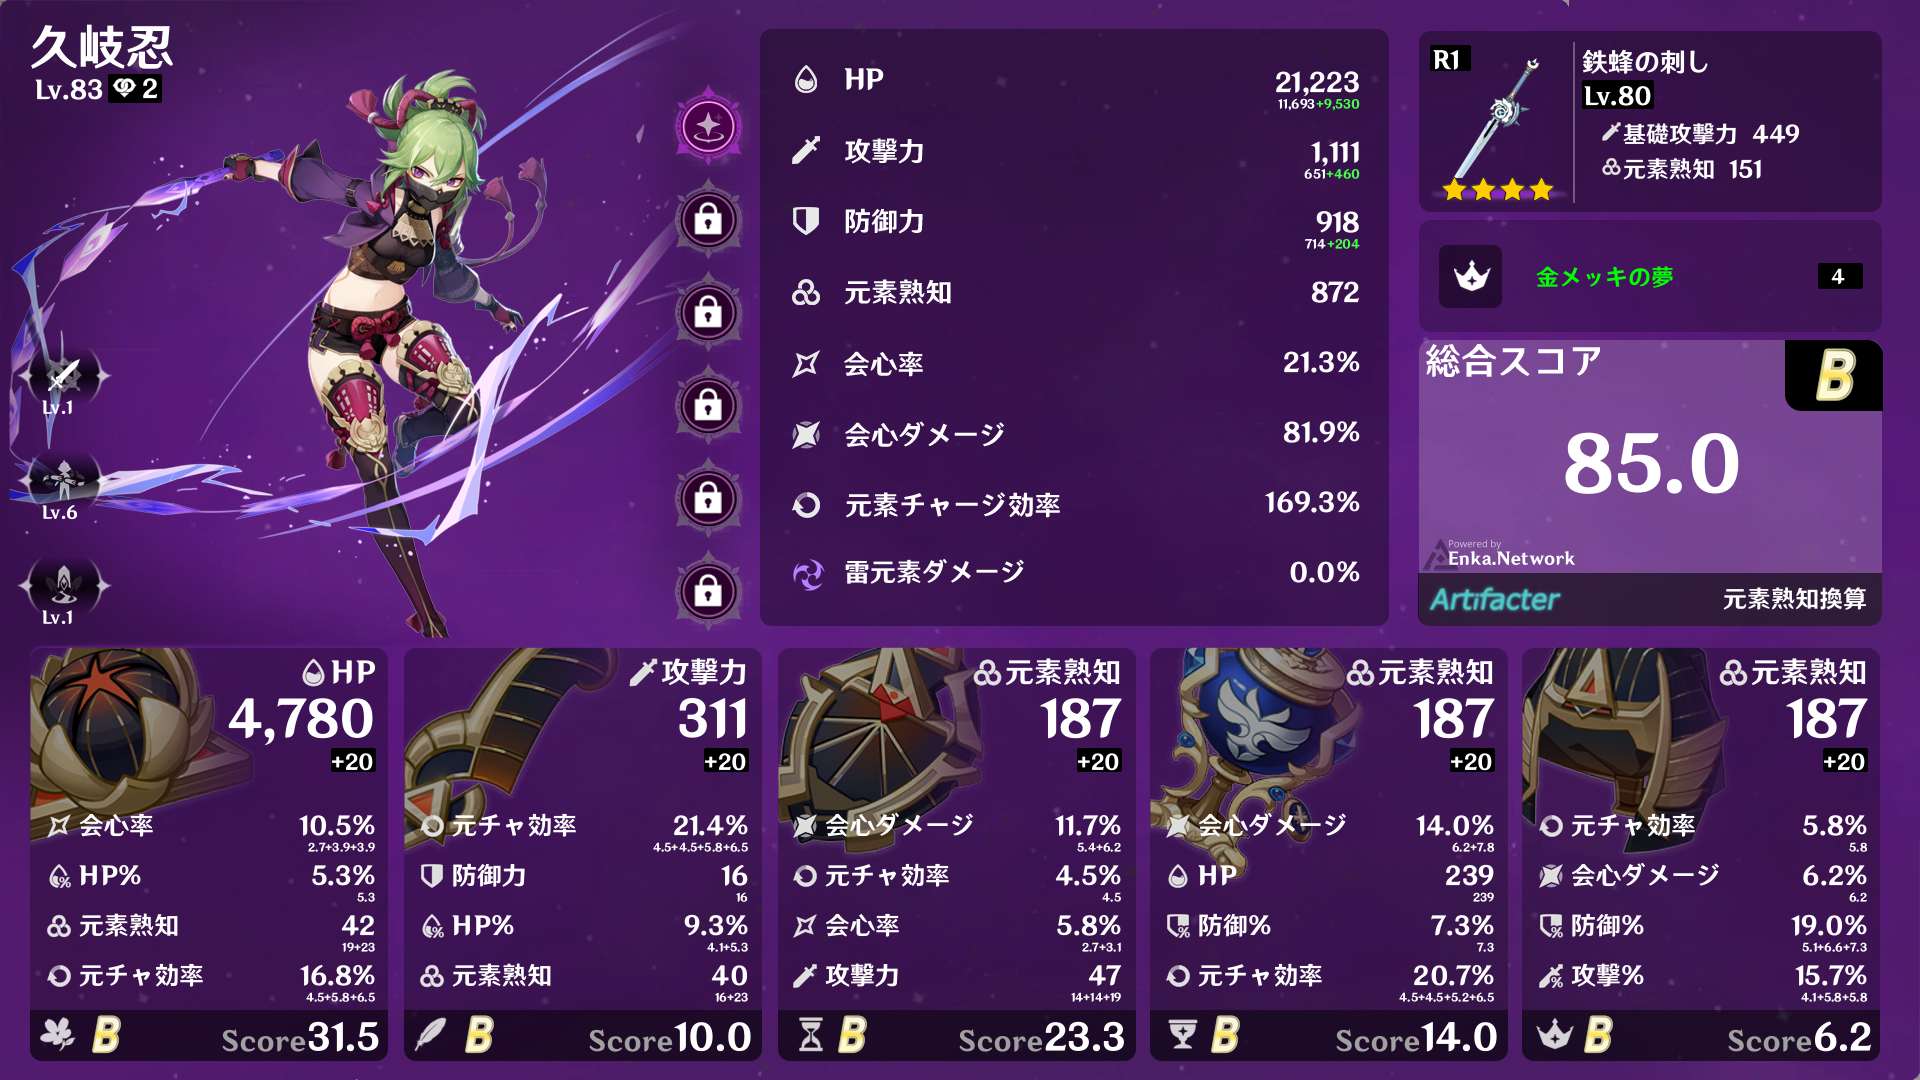 久岐忍
Lv.83 2
Lv.1
Lv.6
Lv.1
HP 21,223
11,693+9,530
攻撃力 1,111
651+460
防御力 918
714+204
元素熟知 872
会心率 21.3%
会心ダメージ 81.9%
元素チャージ効率 169.3%
雷元素ダメージ 0.0%
R1
鉄蜂の刺し
Lv.80
基礎攻撃力 449
元素熟知 151
金メッキの夢 4
総合スコア B
85.0
Powered by
Enka.Network
Artifacter 元素熟知換算
HP
4,780
+20
会心率 10.5%
2.7+3.9+3.9
HP% 5.3%
5.3
元素熟知 42
19+23
元チャ効率 16.8%
4.5+5.8+6.5
B Score31.5
攻撃力
311
+20
元チャ効率 21.4%
4.5+4.5+5.8+6.5
防御力 16
16
HP% 9.3%
4.1+5.3
元素熟知 40
16+23
B Score10.0
元素熟知
187
+20
会心ダメージ 11.7%
5.4+6.2
元チャ効率 4.5%
4.5
会心率 5.8%
2.7+3.1
攻撃力 47
14+14+19
B Score23.3
元素熟知
187
+20
会心ダメージ 14.0%
6.2+7.8
HP 239
239
防御% 7.3%
7.3
元チャ効率 20.7%
4.5+4.5+5.2+6.5
B Score14.0
元素熟知
187
+20
元チャ効率 5.8%
5.8
会心ダメージ 6.2%
6.2
防御% 19.0%
5.1+6.6+7.3
攻撃% 15.7%
4.1+5.8+5.8
B Score6.2